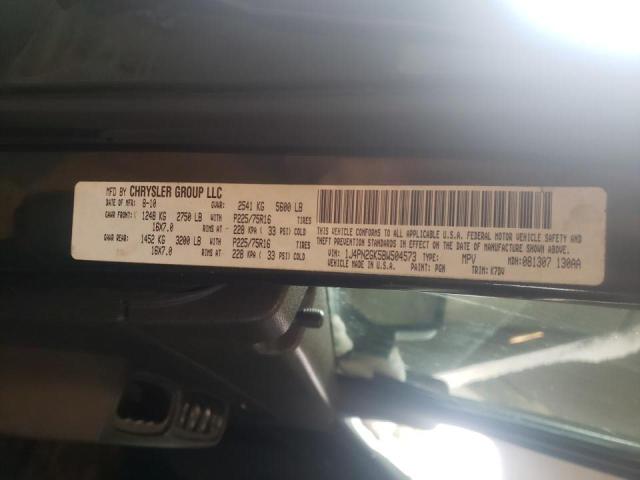 MFD BY CHRYSLER GROUP LLC
DATE OF MFR: 8-10 GVWR: 2541 KG 5600 LB
GAWR FRONT: 1248 KG 2750 LB WITH P225/75R16 TIRES
16X7.0 RIMS AT 228 KPA ( 33 PSI) COLD
GAWR REAR: 1452 KG 3200 LB WITH P225/75R16 TIRES
16X7.0 RIMS AT 228 KPA ( 33 PSI) COLD
THIS VEHICLE CONFORMS TO ALL APPLICABLE U.S.A. FEDERAL MOTOR VEHICLE SAFETY AND
THEFT PREVENTION STANDARDS IN EFFECT ON THE DATE OF MANUFACTURE SHOWN ABOVE.
VIN: 1J4PN2GK5BW504573 TYPE: MPV MDH: 081307 130AA
VEHICLE MADE IN U.S.A. PAINT: PGN TRIM: K7DV